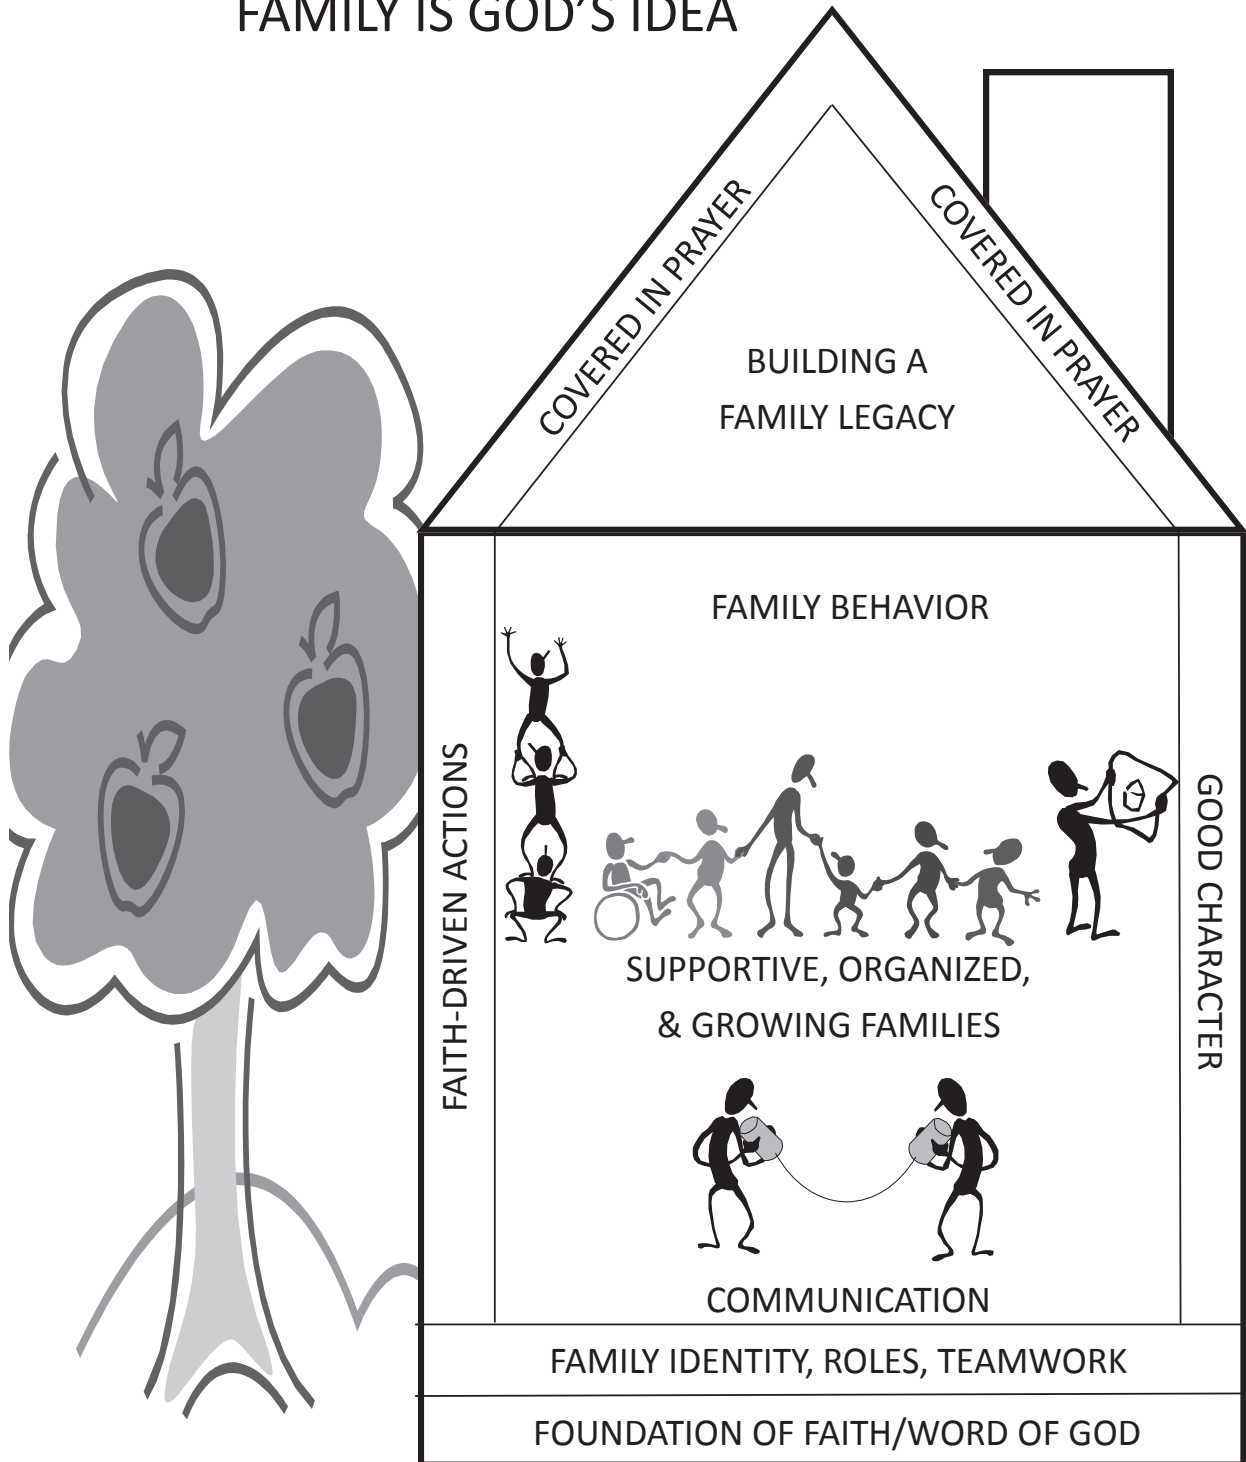 FAMILY IS GOD'S IDEA
COVERED IN PRAYER
COVERED IN PRAYER
BUILDING A
FAMILY LEGACY
FAMILY BEHAVIOR
FAITH-DRIVEN ACTIONS
GOOD CHARACTER
SUPPORTIVE, ORGANIZED,
& GROWING FAMILIES
COMMUNICATION
FAMILY IDENTITY, ROLES, TEAMWORK
FOUNDATION OF FAITH/WORD OF GOD